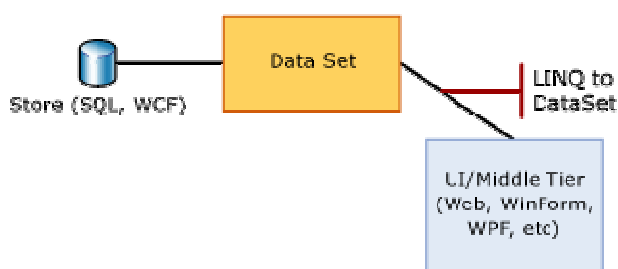 Data Set
Store (SQL, WCF)
LINQ to
DataSet
UI/Middle Tier
(Web, WinForm,
WPF, etc)